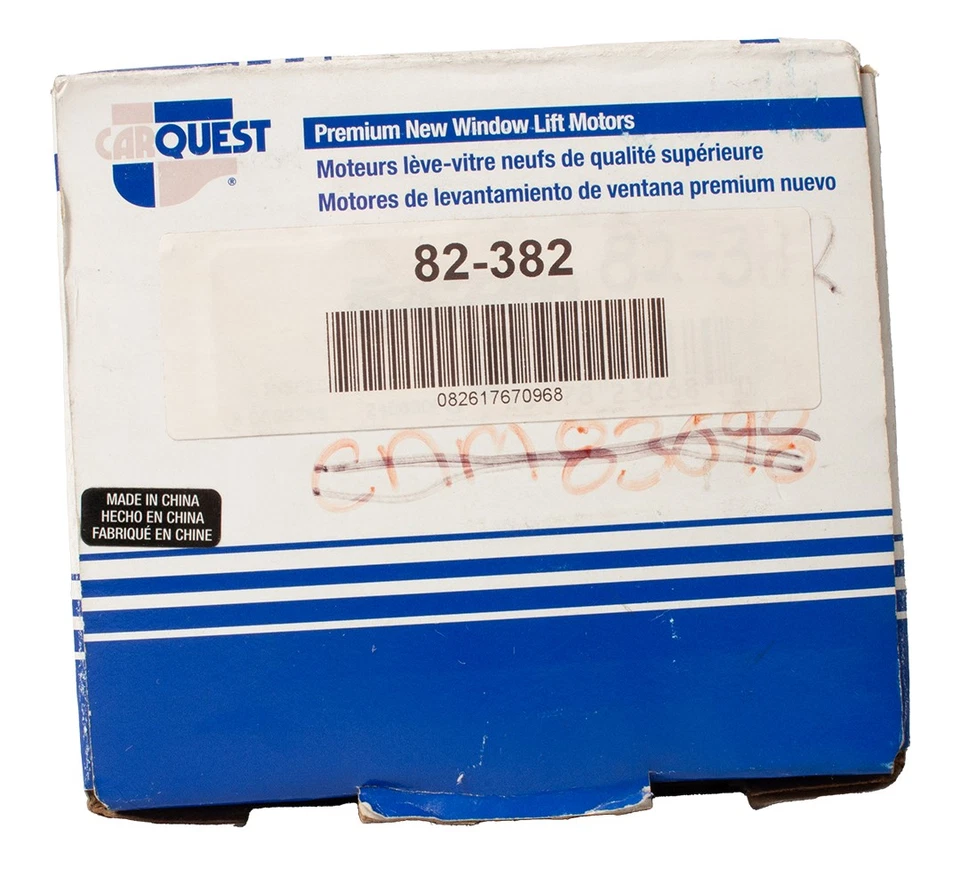 CARQUEST
®
Premium New Window Lift Motors
Moteurs lève-vitre neufs de qualité supérieure
Motores de levantamiento de ventana premium nuevo
82-382
082617670968
MADE IN CHINA
HECHO EN CHINA
FABRIQUÉ EN CHINE